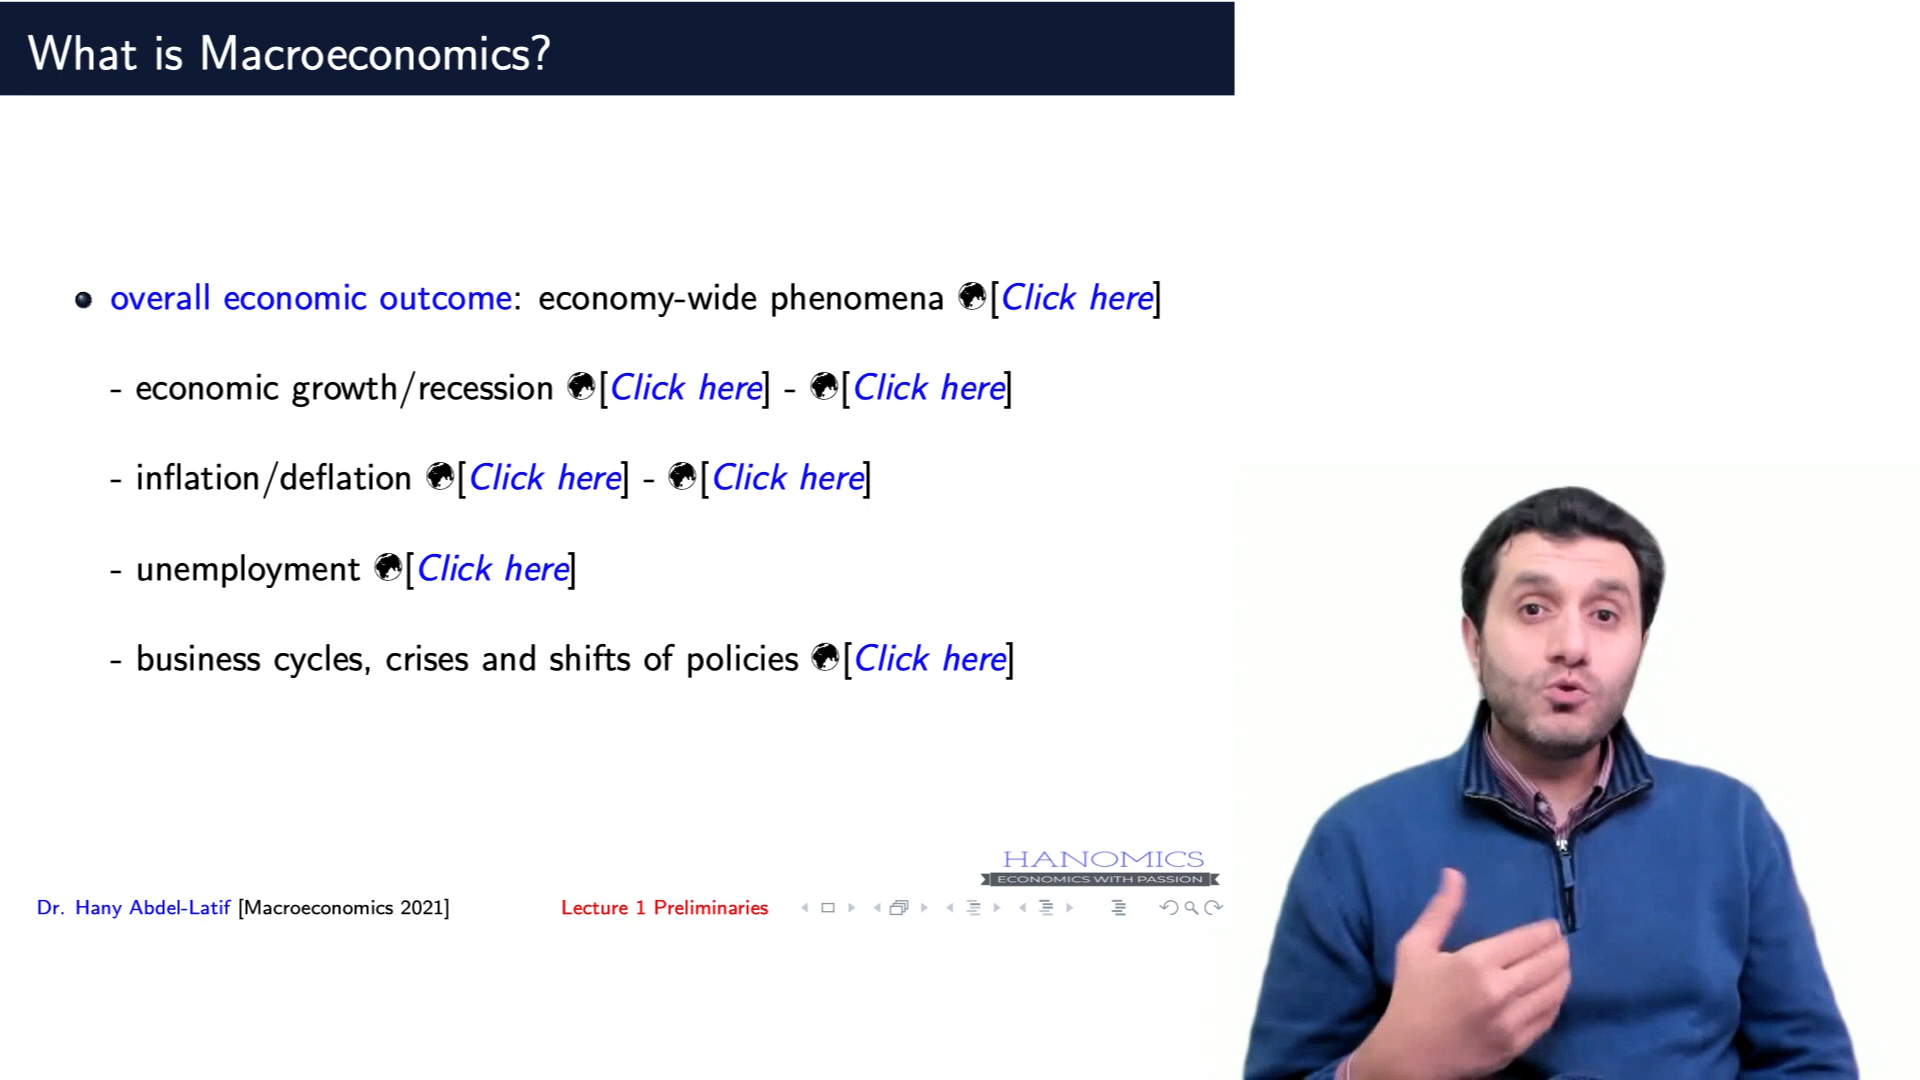 What is Macroeconomics?
overall economic outcome: economy-wide phenomena [Click here]
- economic growth/recession [Click here] - [Click here]
- inflation/deflation [Click here] - [Click here]
- unemployment [Click here]
- business cycles, crises and shifts of policies [Click here]
HANOMICS
ECONOMICS WITH PASSION
Dr. Hany Abdel-Latif [Macroeconomics 2021] Lecture 1 Preliminaries